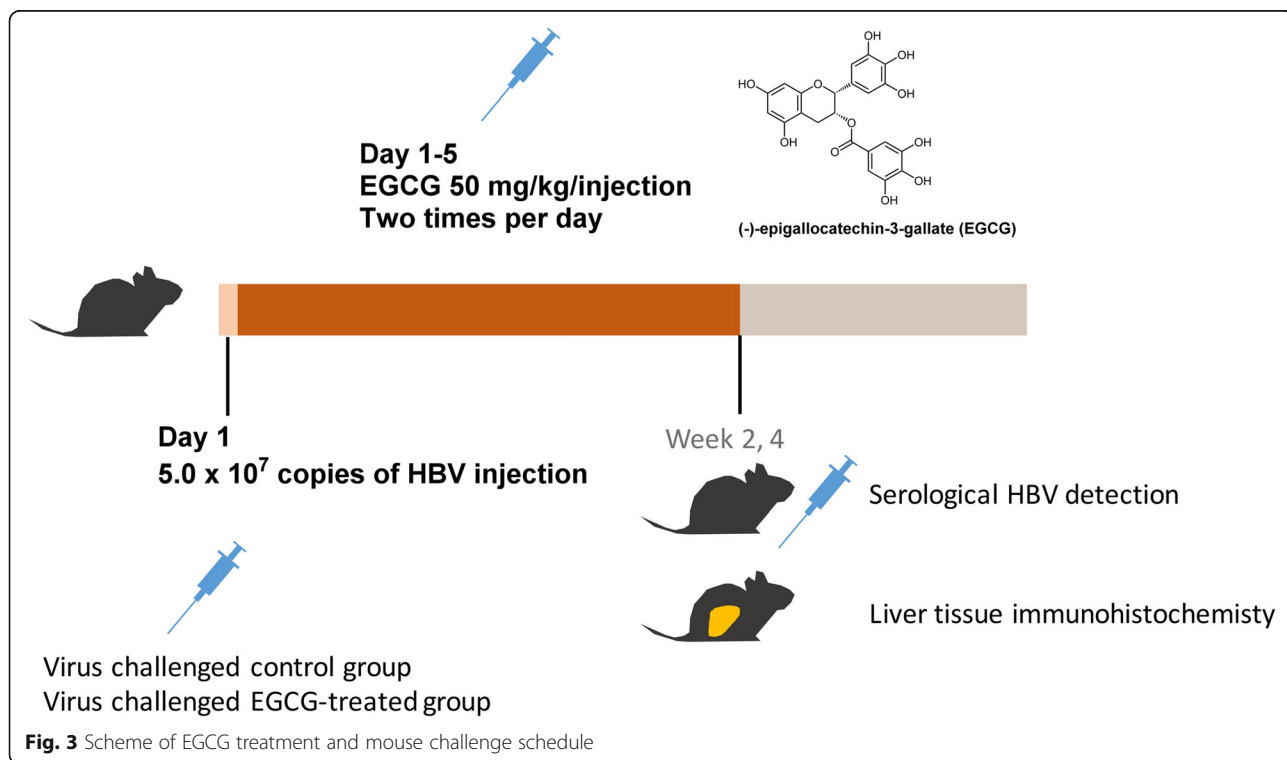 Day 1-5
EGCG 50 mg/kg/injection
Two times per day
OH
OH
OH
HO
O
OH
O
O
OH
OH
OH
(-)-epigallocatechin-3-gallate (EGCG)
Day 1
5.0 x 10⁷ copies of HBV injection
Week 2, 4
Serological HBV detection
Liver tissue immunohistochemisty
Virus challenged control group
Virus challenged EGCG-treated group
Fig. 3 Scheme of EGCG treatment and mouse challenge schedule